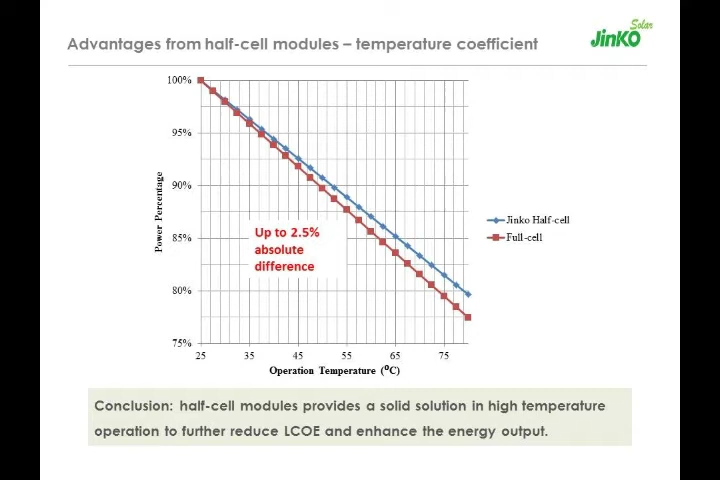 Advantages from half-cell modules – temperature coefficient
Solar
JinKO
100%
95%
90%
85%
80%
75%
Power Percentage
Up to 2.5%
absolute
difference
Jinko Half-cell
Full-cell
25 35 45 55 65 75
Operation Temperature (⁰C)
Conclusion: half-cell modules provides a solid solution in high temperature
operation to further reduce LCOE and enhance the energy output.